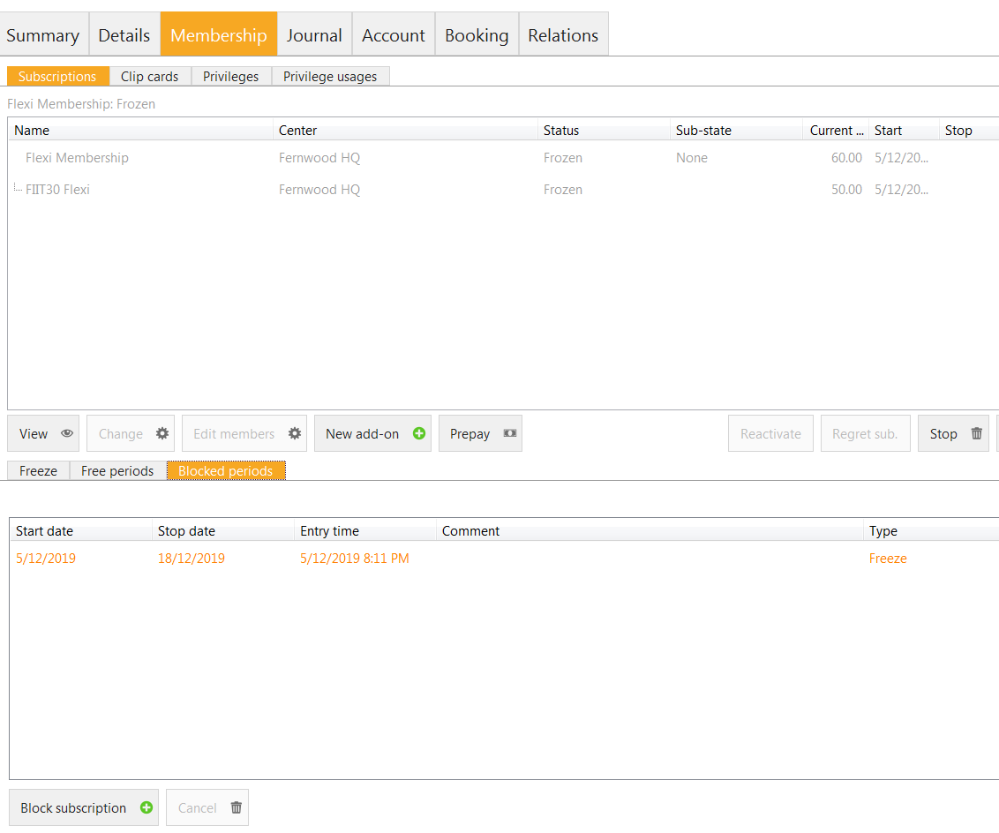 Summary Details Membership Journal Account Booking Relations
Subscriptions Clip cards Privileges Privilege usages
Flexi Membership: Frozen
Name Center Status Sub-state Current ... Start Stop
Flexi Membership Fernwood HQ Frozen None 60.00 5/12/20...
FIIT30 Flexi Fernwood HQ Frozen 50.00 5/12/20...
View Change Edit members New add-on Prepay Reactivate Regret sub. Stop
Freeze Free periods Blocked periods
Start date Stop date Entry time Comment Type
5/12/2019 18/12/2019 5/12/2019 8:11 PM Freeze
Block subscription Cancel